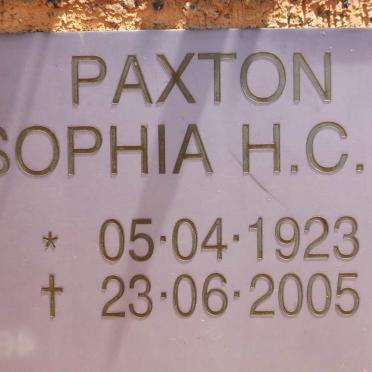 PAXTON
SOPHIA H.C.
* 05·04·1923
† 23·06·2005